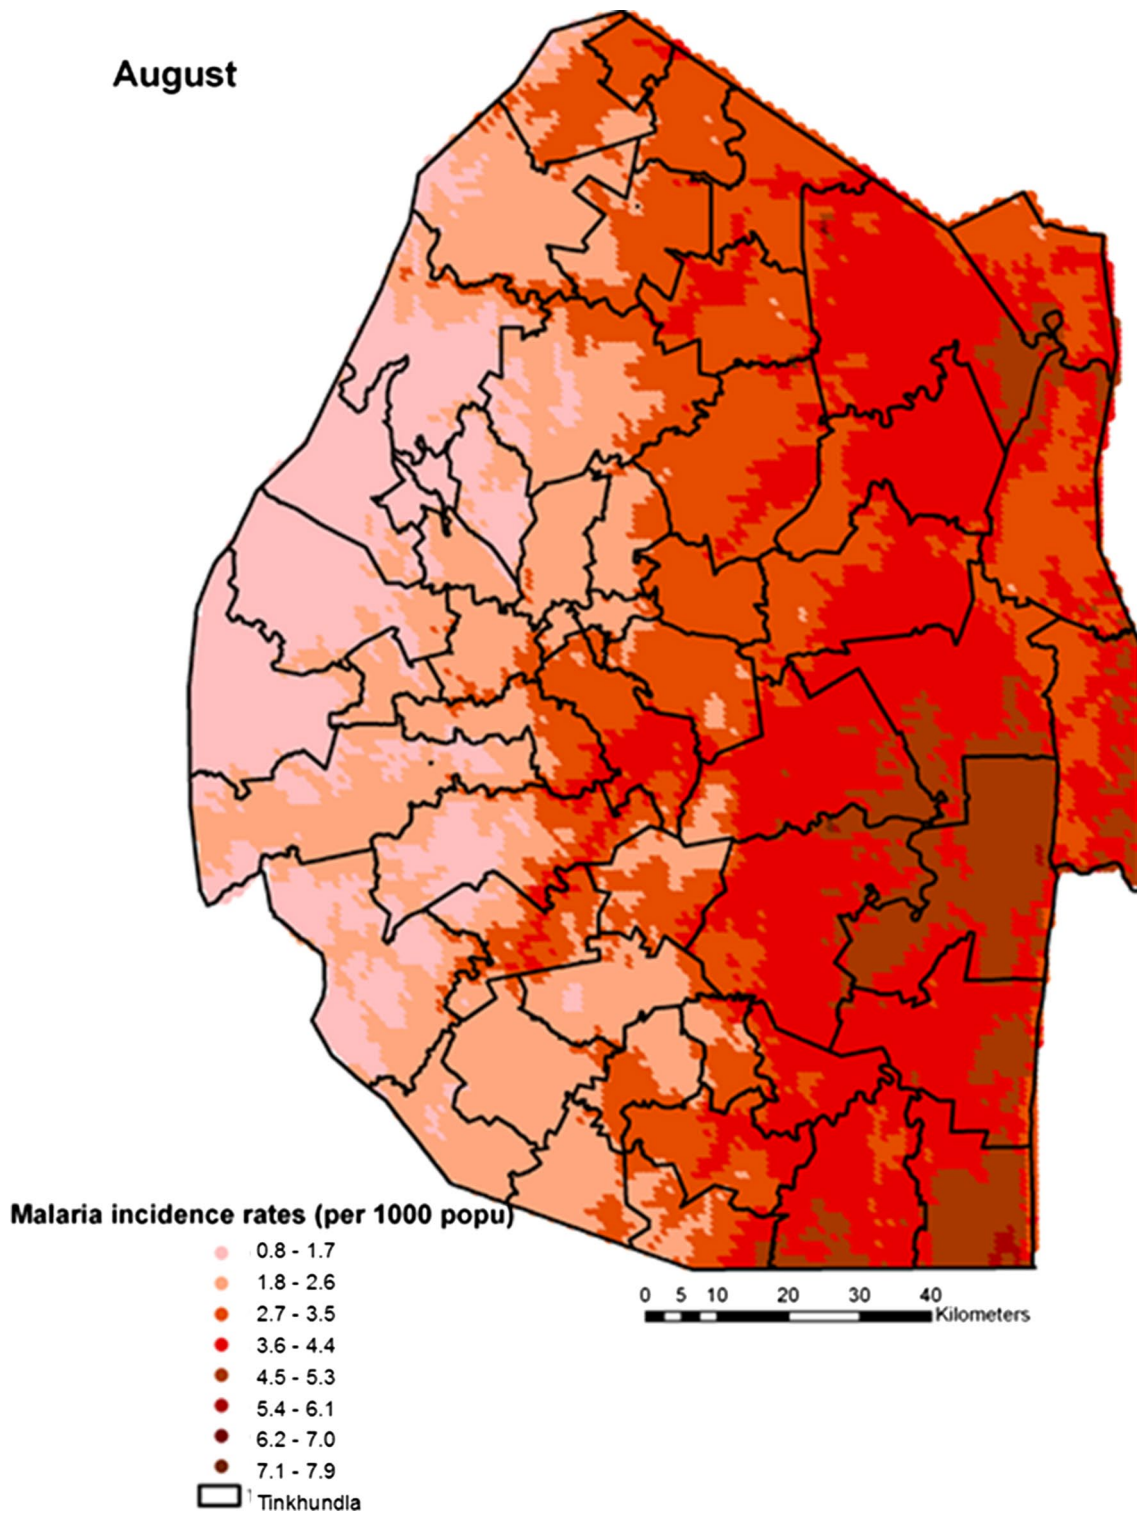 August
Malaria incidence rates (per 1000 popu)
0.8 - 1.7
1.8 - 2.6
2.7 - 3.5
3.6 - 4.4
4.5 - 5.3
5.4 - 6.1
6.2 - 7.0
7.1 - 7.9
Tinkhundla
0 5 10 20 30 40
Kilometers